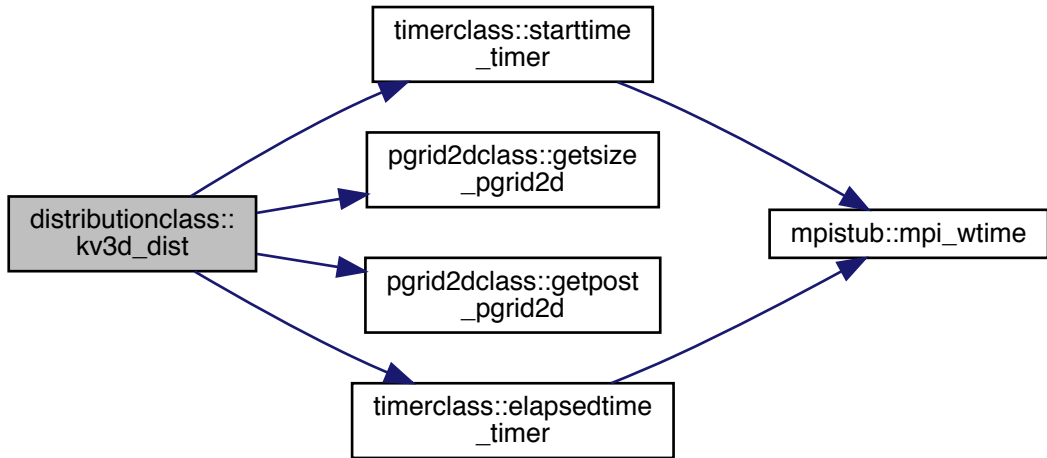 timerclass::starttime
_timer
pgrid2dclass::getsize
_pgrid2d
distributionclass::
kv3d_dist
mpistub::mpi_wtime
pgrid2dclass::getpost
_pgrid2d
timerclass::elapsedtime
_timer